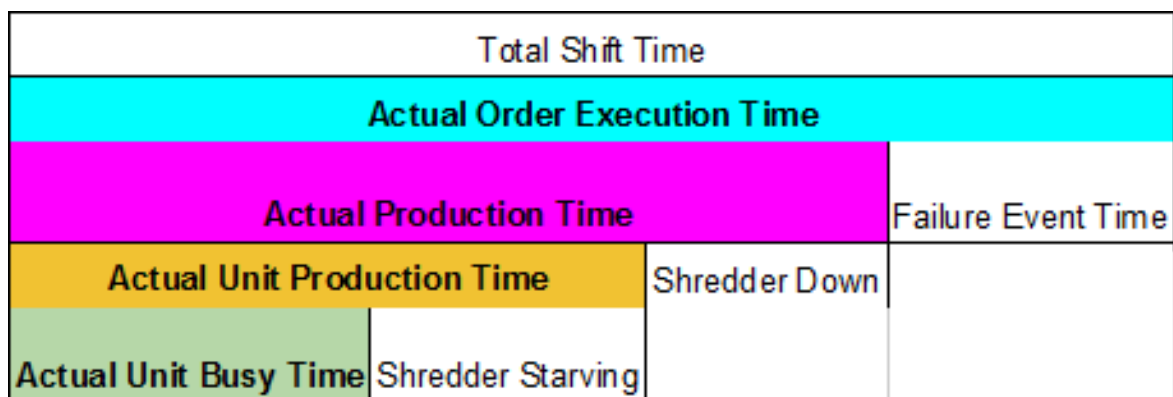 Total Shift Time
Actual Order Execution Time
Actual Production Time
Failure Event Time
Actual Unit Production Time
Shredder Down
Actual Unit Busy Time
Shredder Starving